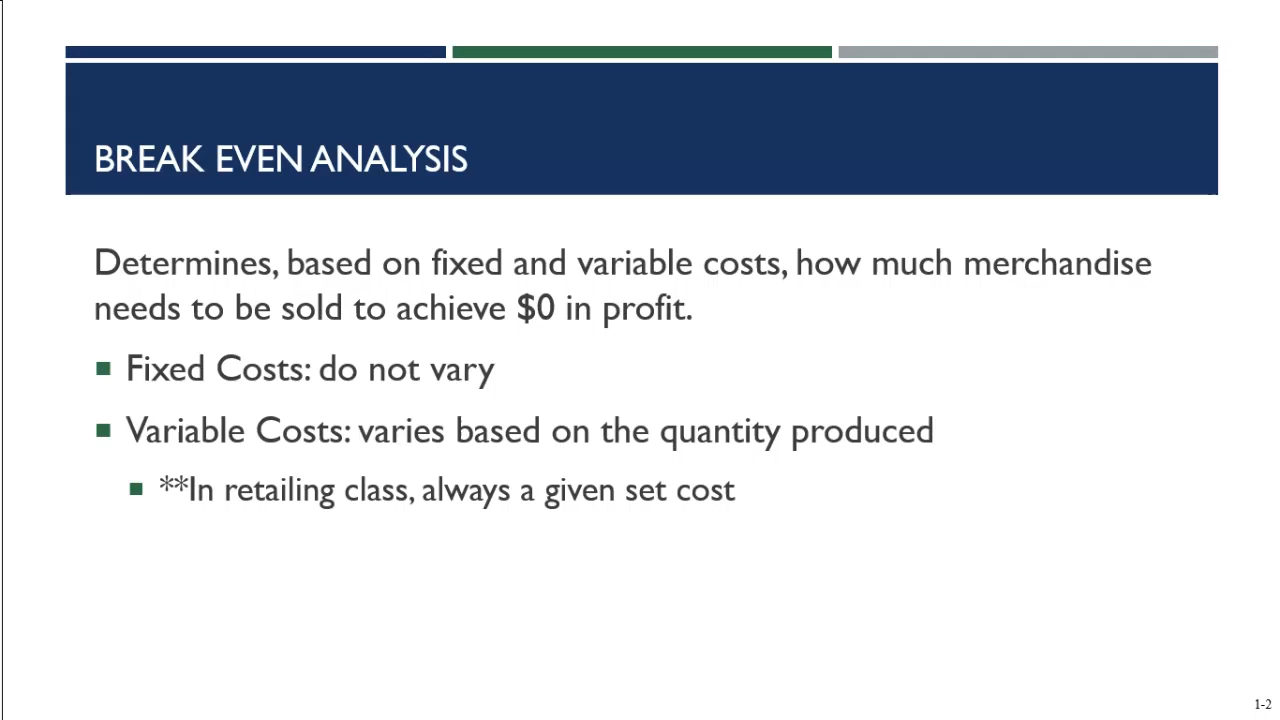 BREAK EVEN ANALYSIS
Determines, based on fixed and variable costs, how much merchandise
needs to be sold to achieve $0 in profit.
Fixed Costs: do not vary
Variable Costs: varies based on the quantity produced
**In retailing class, always a given set cost
1-2